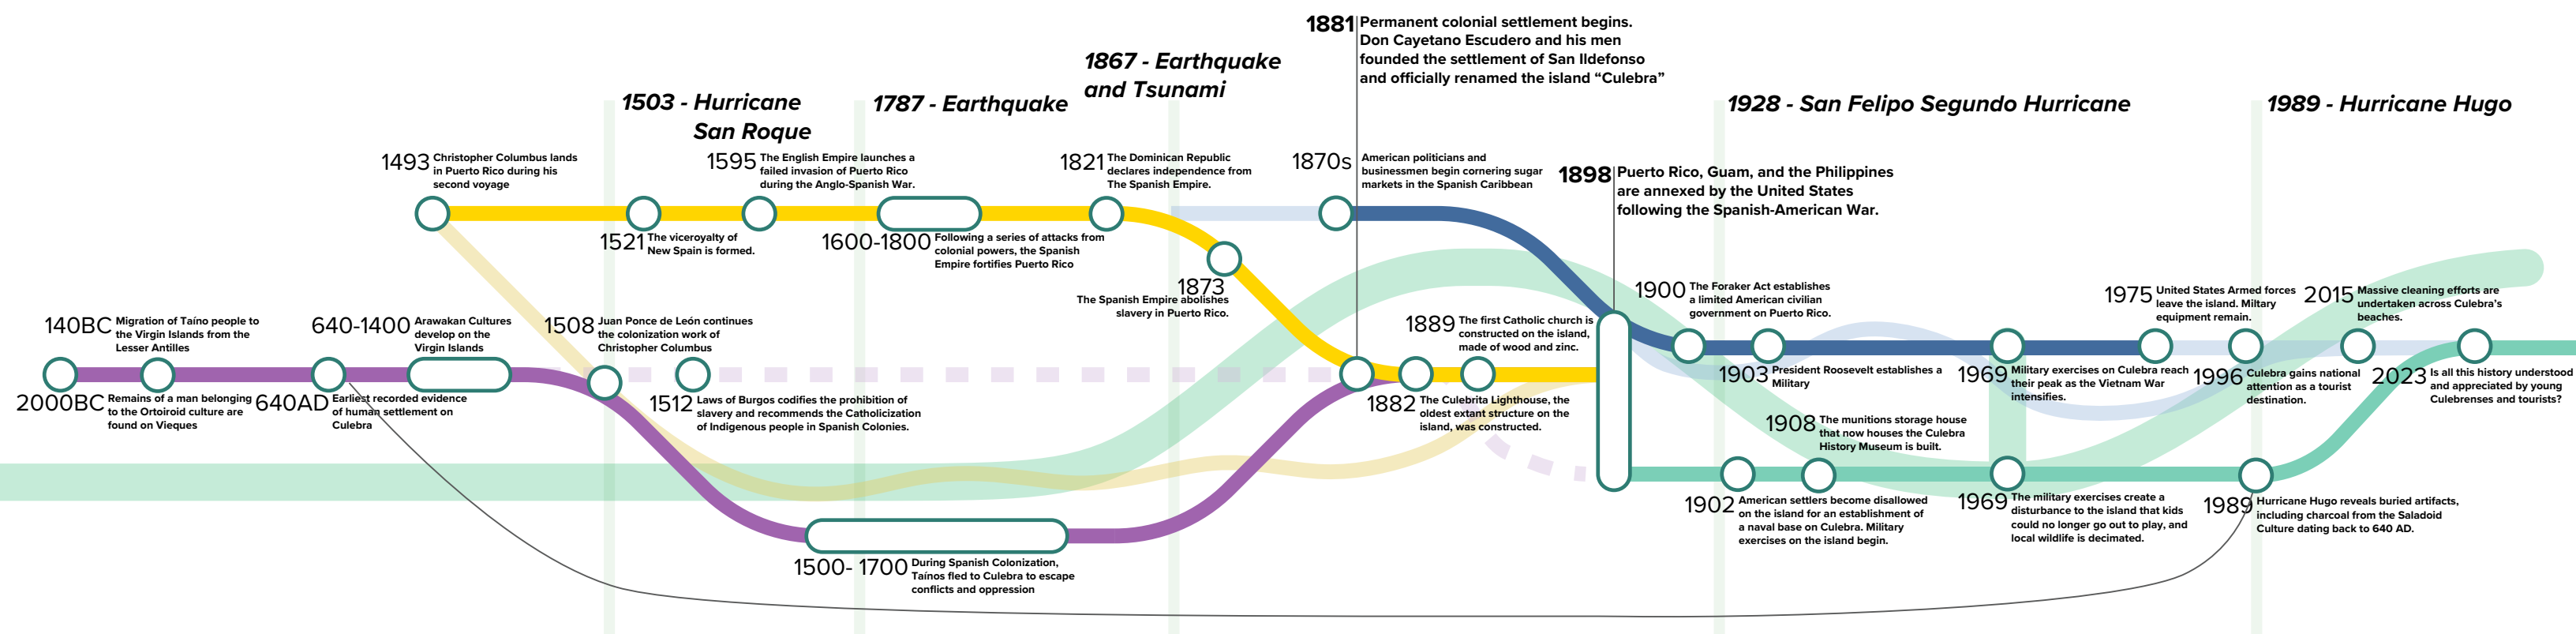 1881 Permanent colonial settlement begins.
Don Cayetano Escudero and his men
founded the settlement of San Ildefonso
and officially renamed the island “Culebra”
1867 - Earthquake
and Tsunami
1503 - Hurricane
San Roque
1787 - Earthquake
1928 - San Felipo Segundo Hurricane
1989 - Hurricane Hugo
1493 Christopher Columbus lands
in Puerto Rico during his
second voyage
1595 The English Empire launches a
failed invasion of Puerto Rico
during the Anglo-Spanish War.
1821 The Dominican Republic
declares independence from
The Spanish Empire.
1870s American politicians and
businessmen begin cornering sugar
markets in the Spanish Caribbean
1898 Puerto Rico, Guam, and the Philippines
are annexed by the United States
following the Spanish-American War.
1521 The viceroyalty of
New Spain is formed.
1600-1800 Following a series of attacks from
colonial powers, the Spanish
Empire fortifies Puerto Rico
1873
The Spanish Empire abolishes
slavery in Puerto Rico.
1900 The Foraker Act establishes
a limited American civilian
government on Puerto Rico.
1975 United States Armed forces
leave the island. Miltary
equipment remain.
2015 Massive cleaning efforts are
undertaken across Culebra’s
beaches.
140BC Migration of Taíno people to
the Virgin Islands from the
Lesser Antilles
640-1400 Arawakan Cultures
develop on the
Virgin Islands
1508 Juan Ponce de León continues
the colonization work of
Christopher Columbus
1889 The first Catholic church is
constructed on the island,
made of wood and zinc.
2000BC Remains of a man belonging
to the Ortoiroid culture are
found on Vieques
640AD Earliest recorded evidence
of human settlement on
Culebra
1512 Laws of Burgos codifies the prohibition of
slavery and recommends the Catholicization
of Indigenous people in Spanish Colonies.
1882 The Culebrita Lighthouse, the
oldest extant structure on the
island, was constructed.
1903 President Roosevelt establishes a
Military
1969 Military exercises on Culebra reach
their peak as the Vietnam War
intensifies.
1996 Culebra gains national
attention as a tourist
destination.
2023 Is all this history understood
and appreciated by young
Culebrenses and tourists?
1908 The munitions storage house
that now houses the Culebra
History Museum is built.
1902 American settlers become disallowed
on the island for an establishment of
a naval base on Culebra. Military
exercises on the island begin.
1969 The military exercises create a
disturbance to the island that kids
could no longer go out to play, and
local wildlife is decimated.
1989 Hurricane Hugo reveals buried artifacts,
including charcoal from the Saladoid
Culture dating back to 640 AD.
1500- 1700 During Spanish Colonization,
Taínos fled to Culebra to escape
conflicts and oppression